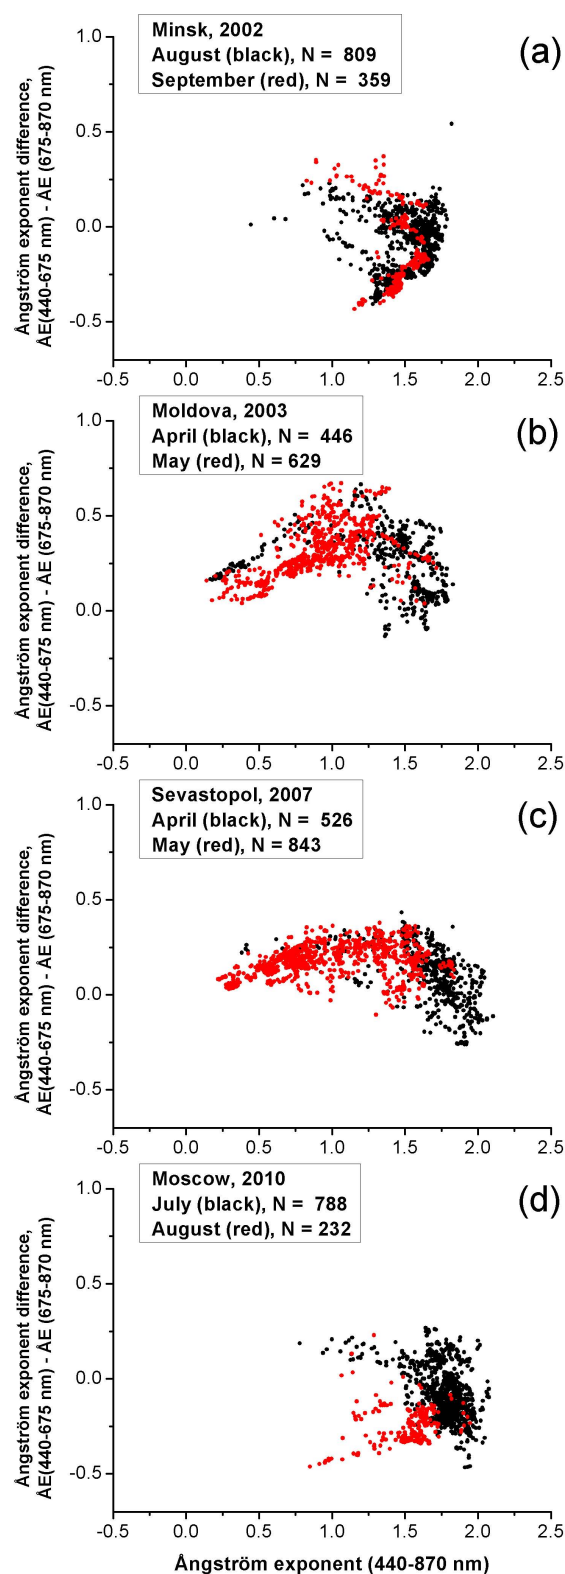 Minsk, 2002
August (black), N = 809
September (red), N = 359
(a)
Ångström exponent difference,
ÅE(440-675 nm) - ÅE (675-870 nm)
1.0
0.5
0.0
-0.5
-0.5 0.0 0.5 1.0 1.5 2.0 2.5
Moldova, 2003
April (black), N = 446
May (red), N = 629
(b)
Ångström exponent difference,
ÅE(440-675 nm) - ÅE (675-870 nm)
1.0
0.5
0.0
-0.5
-0.5 0.0 0.5 1.0 1.5 2.0 2.5
Sevastopol, 2007
April (black), N = 526
May (red), N = 843
(c)
Ångström exponent difference,
ÅE(440-675 nm) - ÅE (675-870 nm)
1.0
0.5
0.0
-0.5
-0.5 0.0 0.5 1.0 1.5 2.0 2.5
Moscow, 2010
July (black), N = 788
August (red), N = 232
(d)
Ångström exponent difference,
ÅE(440-675 nm) - ÅE (675-870 nm)
1.0
0.5
0.0
-0.5
-0.5 0.0 0.5 1.0 1.5 2.0 2.5
Ångström exponent (440-870 nm)